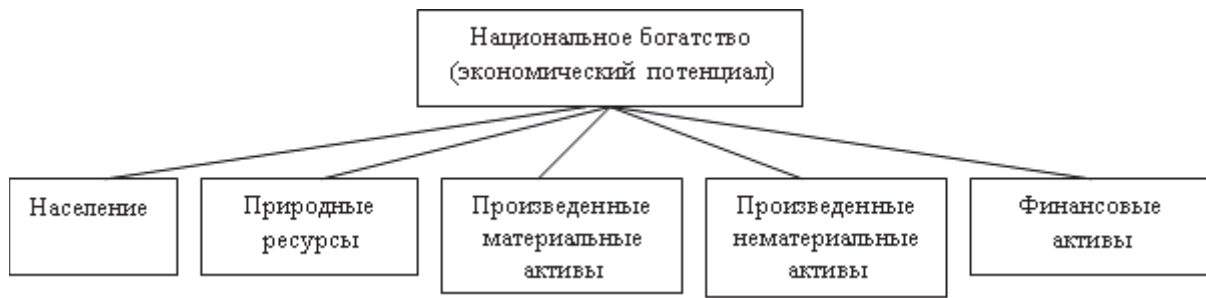 Национальное богатство
(экономический потенциал)
Население
Природные
ресурсы
Произведенные
материальные
активы
Произведенные
нематериальные
активы
Финансовые
активы